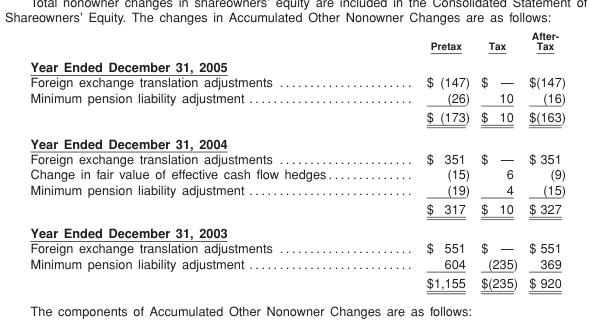 Total nonowner changes in shareowners' equity are included in the Consolidated Statement of
Shareowners' Equity. The changes in Accumulated Other Nonowner Changes are as follows:
Pretax Tax After-Tax
Year Ended December 31, 2005
Foreign exchange translation adjustments ...................... $ (147) $ — $(147)
Minimum pension liability adjustment ........................... (26) 10 (16)
$ (173) $ 10 $(163)
Year Ended December 31, 2004
Foreign exchange translation adjustments ...................... $ 351 $ — $ 351
Change in fair value of effective cash flow hedges .............. (15) 6 (9)
Minimum pension liability adjustment ........................... (19) 4 (15)
$ 317 $ 10 $ 327
Year Ended December 31, 2003
Foreign exchange translation adjustments ...................... $ 551 $ — $ 551
Minimum pension liability adjustment ........................... 604 (235) 369
$1,155 $(235) $ 920
The components of Accumulated Other Nonowner Changes are as follows: